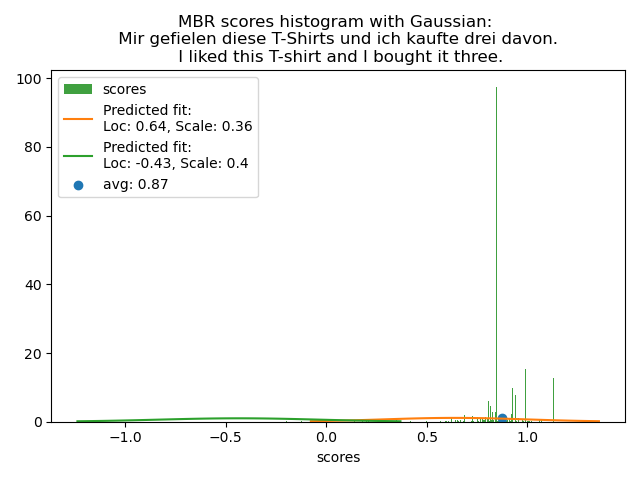 MBR scores histogram with Gaussian:
Mir gefielen diese T-Shirts und ich kaufte drei davon.
I liked this T-shirt and I bought it three.
scores
Predicted fit:
Loc: 0.64, Scale: 0.36
Predicted fit:
Loc: -0.43, Scale: 0.4
avg: 0.87
100
80
60
40
20
0
−1.0 −0.5 0.0 0.5 1.0
scores